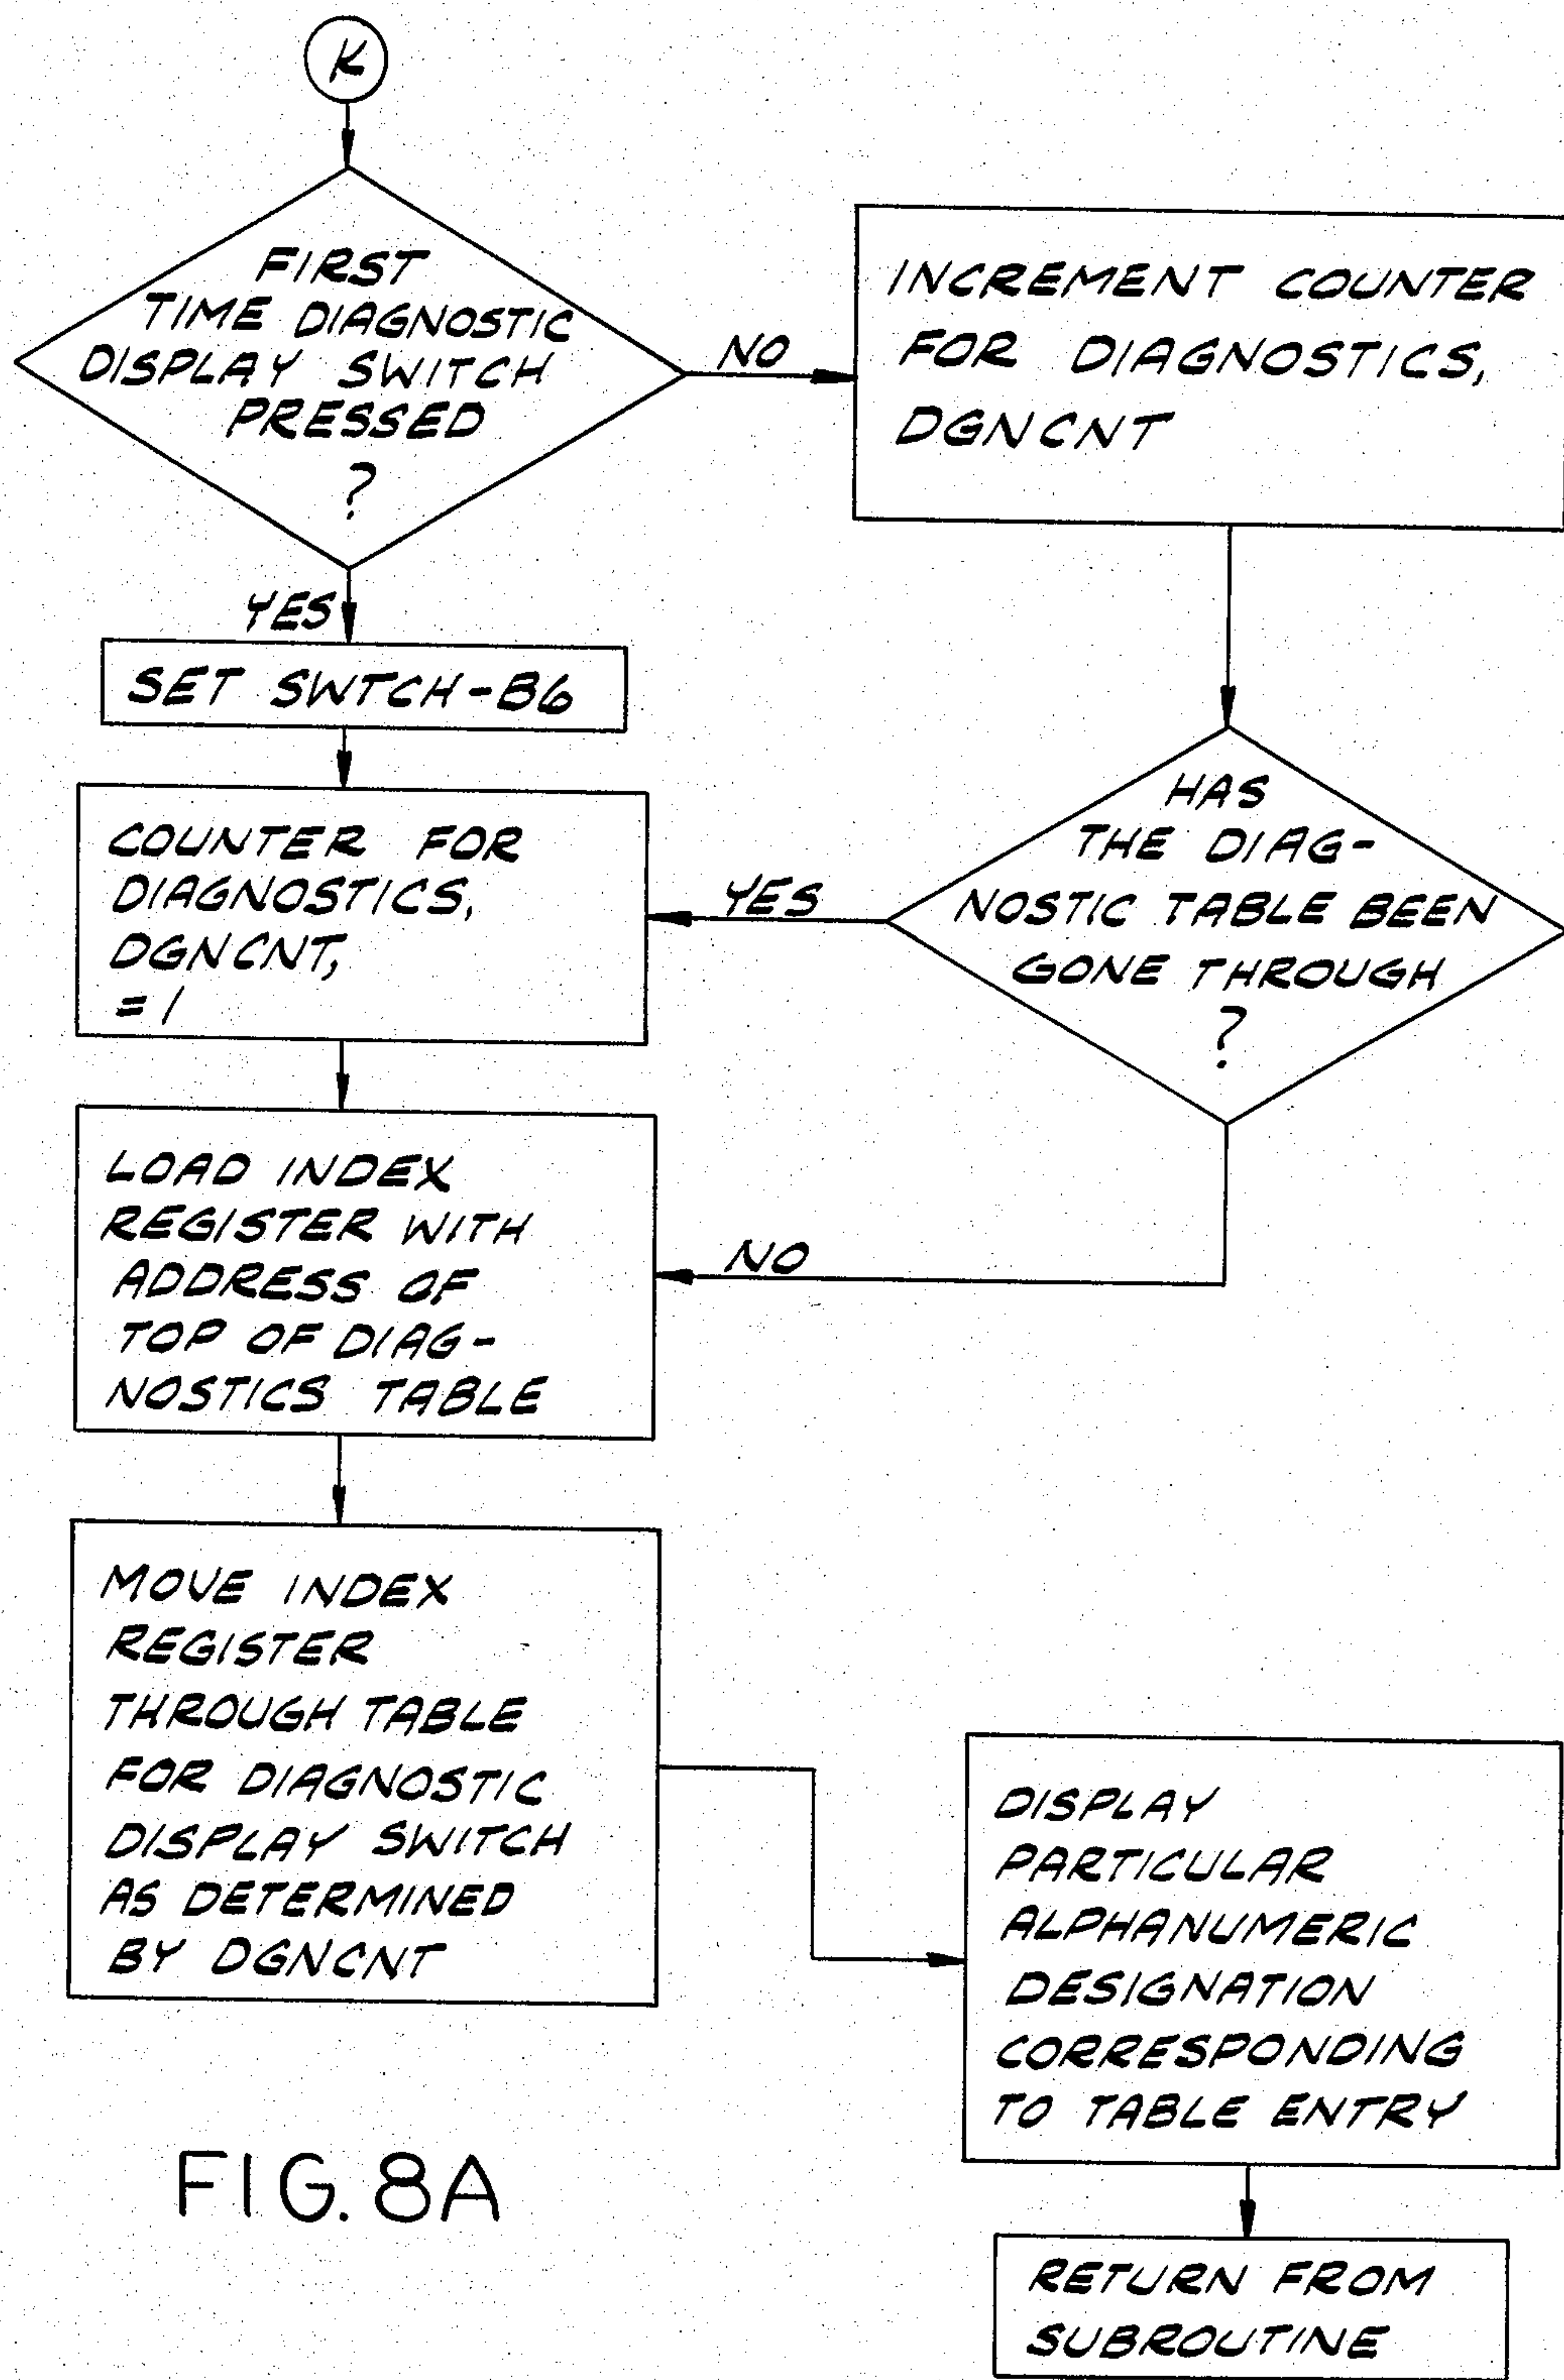 K
FIRST
TIME DIAGNOSTIC
DISPLAY SWITCH
PRESSED
?
NO
INCREMENT COUNTER
FOR DIAGNOSTICS,
DGNCNT
YES
SET SWTCH-B6
COUNTER FOR
DIAGNOSTICS,
DGNCNT,
=1
YES
HAS
THE DIAG-
NOSTIC TABLE BEEN
GONE THROUGH
?
LOAD INDEX
REGISTER WITH
ADDRESS OF
TOP OF DIAG-
NOSTICS TABLE
NO
MOVE INDEX
REGISTER
THROUGH TABLE
FOR DIAGNOSTIC
DISPLAY SWITCH
AS DETERMINED
BY DGNCNT
DISPLAY
PARTICULAR
ALPHANUMERIC
DESIGNATION
CORRESPONDING
TO TABLE ENTRY
RETURN FROM
SUBROUTINE
FIG. 8A